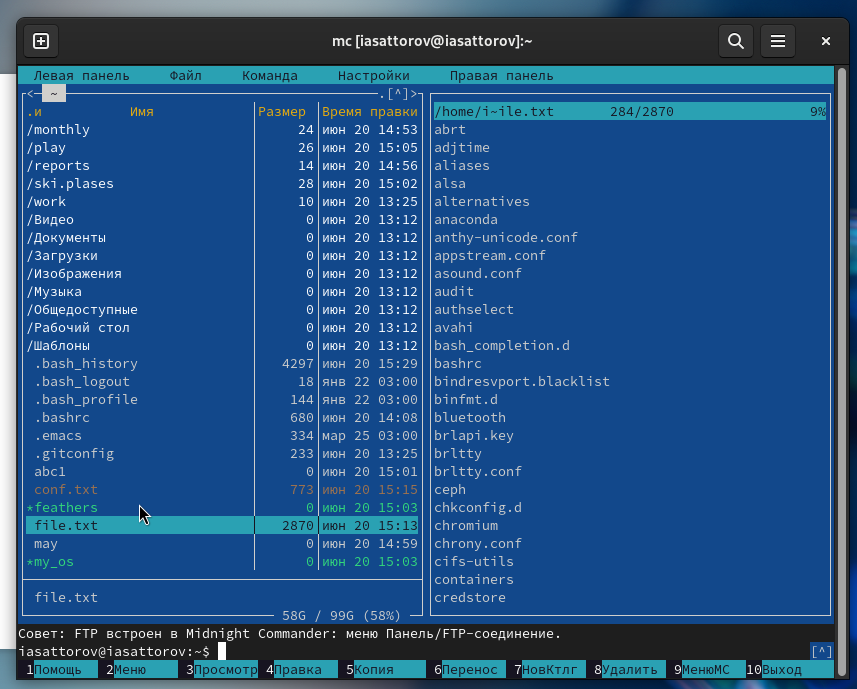 mc [iasattorov@iasattorov]:~
Левая панель Файл Команда Настройки Правая панель
<─ ~ .[^]>
.и Имя Размер Время правки
/monthly 24 июн 20 14:53
/play 26 июн 20 15:05
/reports 14 июн 20 14:56
/ski.plases 28 июн 20 15:02
/work 10 июн 20 13:25
/Видео 0 июн 20 13:12
/Документы 0 июн 20 13:12
/Загрузки 0 июн 20 13:12
/Изображения 0 июн 20 13:12
/Музыка 0 июн 20 13:12
/Общедоступные 0 июн 20 13:12
/Рабочий стол 0 июн 20 13:12
/Шаблоны 0 июн 20 13:12
.bash_history 4297 июн 20 15:29
.bash_logout 18 янв 22 03:00
.bash_profile 144 янв 22 03:00
.bashrc 680 июн 20 14:08
.emacs 334 мар 25 03:00
.gitconfig 233 июн 20 13:25
abc1 0 июн 20 15:01
conf.txt 773 июн 20 15:15
*feathers 0 июн 20 15:03
file.txt 2870 июн 20 15:13
may 0 июн 20 14:59
*my_os 0 июн 20 15:03
file.txt
58G / 99G (58%)
/home/i~ile.txt 284/2870 9%
abrt
adjtime
aliases
alsa
alternatives
anaconda
anthy-unicode.conf
appstream.conf
asound.conf
audit
authselect
avahi
bash_completion.d
bashrc
bindresvport.blacklist
binfmt.d
bluetooth
brlapi.key
brltty
brltty.conf
ceph
chkconfig.d
chromium
chrony.conf
cifs-utils
containers
credstore
Совет: FTP встроен в Midnight Commander: меню Панель/FTP-соединение.
iasattorov@iasattorov:~$ [^]
1Помощь 2Меню 3Просмотр 4Правка 5Копия 6Перенос 7НовКтлг 8Удалить 9МенюМС 10Выход